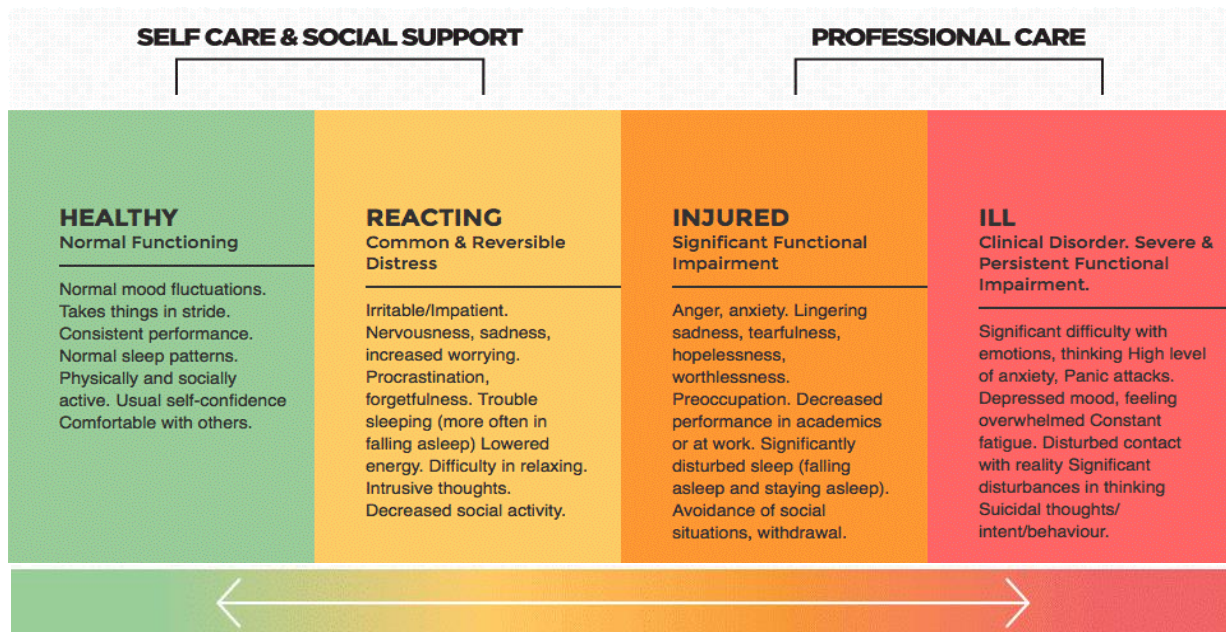 SELF CARE & SOCIAL SUPPORT
PROFESSIONAL CARE
HEALTHY
Normal Functioning
Normal mood fluctuations.
Takes things in stride.
Consistent performance.
Normal sleep patterns.
Physically and socially
active. Usual self-confidence
Comfortable with others.
REACTING
Common & Reversible
Distress
Irritable/Impatient.
Nervousness, sadness,
increased worrying.
Procrastination,
forgetfulness. Trouble
sleeping (more often in
falling asleep) Lowered
energy. Difficulty in relaxing.
Intrusive thoughts.
Decreased social activity.
INJURED
Significant Functional
Impairment
Anger, anxiety. Lingering
sadness, tearfulness,
hopelessness,
worthlessness.
Preoccupation. Decreased
performance in academics
or at work. Significantly
disturbed sleep (falling
asleep and staying asleep).
Avoidance of social
situations, withdrawal.
ILL
Clinical Disorder. Severe &
Persistent Functional
Impairment.
Significant difficulty with
emotions, thinking High level
of anxiety, Panic attacks.
Depressed mood, feeling
overwhelmed Constant
fatigue. Disturbed contact
with reality Significant
disturbances in thinking
Suicidal thoughts/
intent/behaviour.